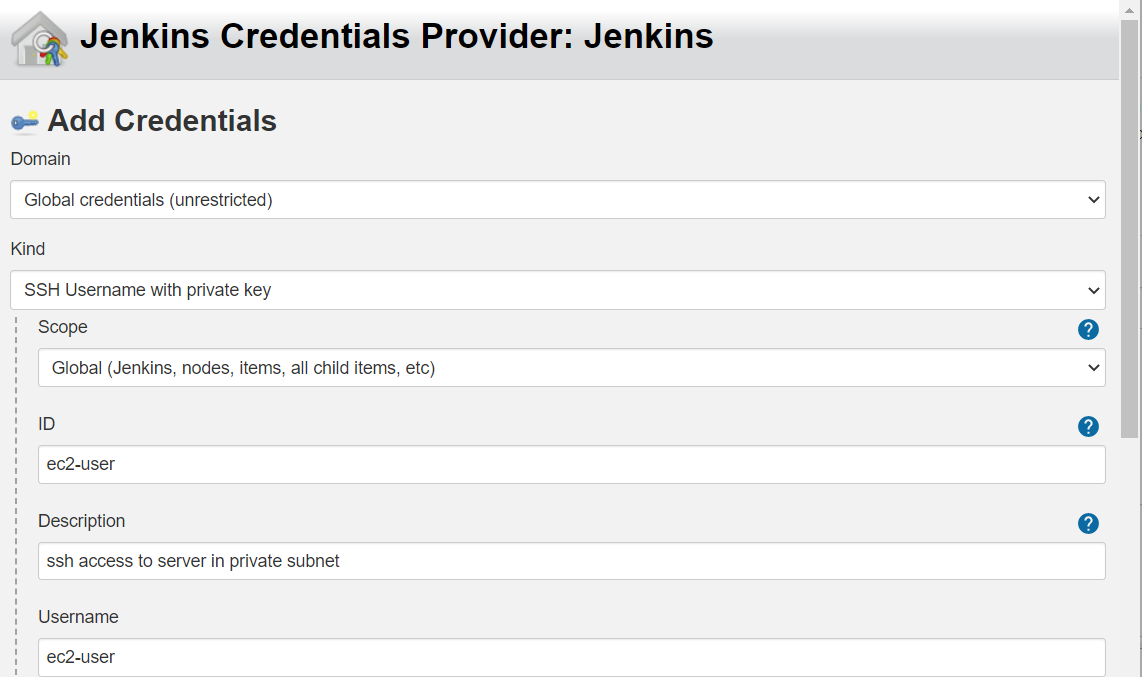 Jenkins Credentials Provider: Jenkins
Add Credentials
Domain
Global credentials (unrestricted)
Kind
SSH Username with private key
Scope
?
Global (Jenkins, nodes, items, all child items, etc)
ID
?
ec2-user
Description
?
ssh access to server in private subnet
Username
ec2-user